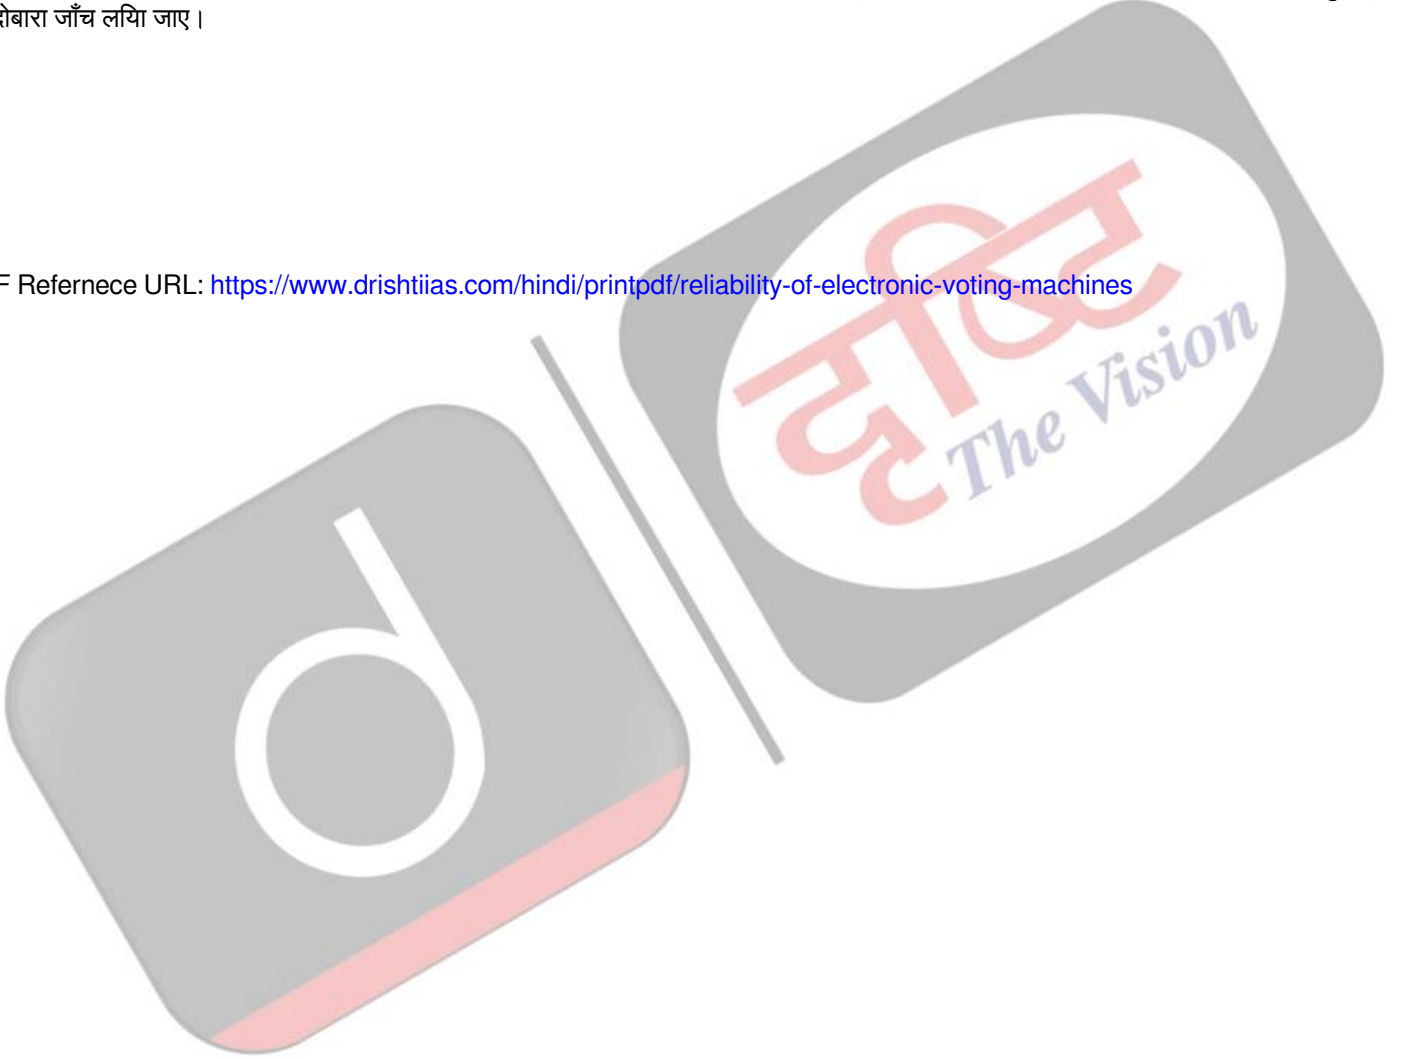 दोबारा जाँच लिया जाए।
F Refernece URL: https://www.drishtiias.com/hindi/printpdf/reliability-of-electronic-voting-machines
दृष्टि
The Vision
d